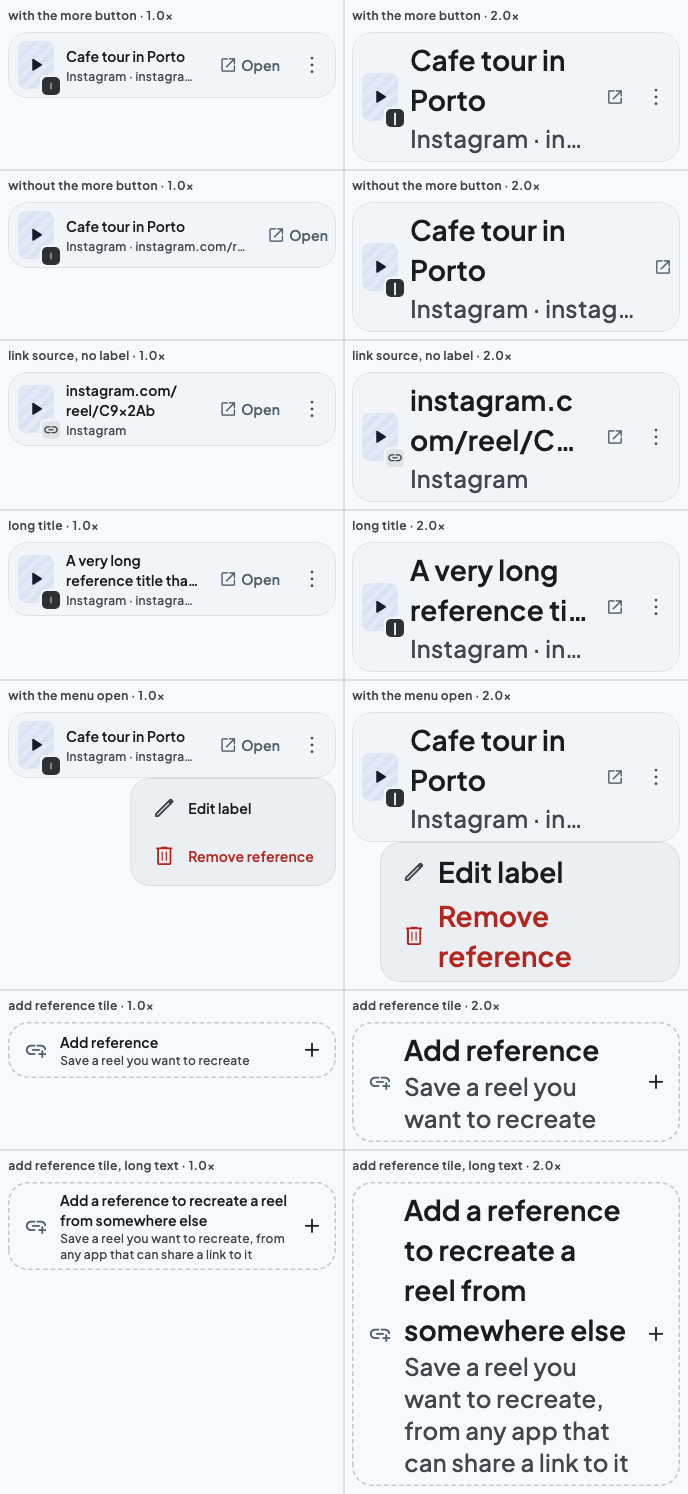 with the more button · 1.0×
Cafe tour in Porto
Instagram · instagra…
Open
with the more button · 2.0×
Cafe tour in
Porto
Instagram · in…
without the more button · 1.0×
Cafe tour in Porto
Instagram · instagram.com/r…
Open
without the more button · 2.0×
Cafe tour in
Porto
Instagram · instag…
link source, no label · 1.0×
instagram.com/
reel/C9x2Ab
Instagram
Open
link source, no label · 2.0×
instagram.c
om/reel/C…
Instagram
long title · 1.0×
A very long
reference title tha…
Instagram · instagra…
Open
long title · 2.0×
A very long
reference ti…
Instagram · in…
with the menu open · 1.0×
Cafe tour in Porto
Instagram · instagra…
Open
Edit label
Remove reference
with the menu open · 2.0×
Cafe tour in
Porto
Instagram · in…
Edit label
Remove
reference
add reference tile · 1.0×
Add reference
Save a reel you want to recreate
add reference tile · 2.0×
Add reference
Save a reel you
want to recreate
add reference tile, long text · 1.0×
Add a reference to recreate a reel
from somewhere else
Save a reel you want to recreate, from
any app that can share a link to it
add reference tile, long text · 2.0×
Add a reference
to recreate a
reel from
somewhere else
Save a reel you
want to recreate,
from any app that
can share a link to it